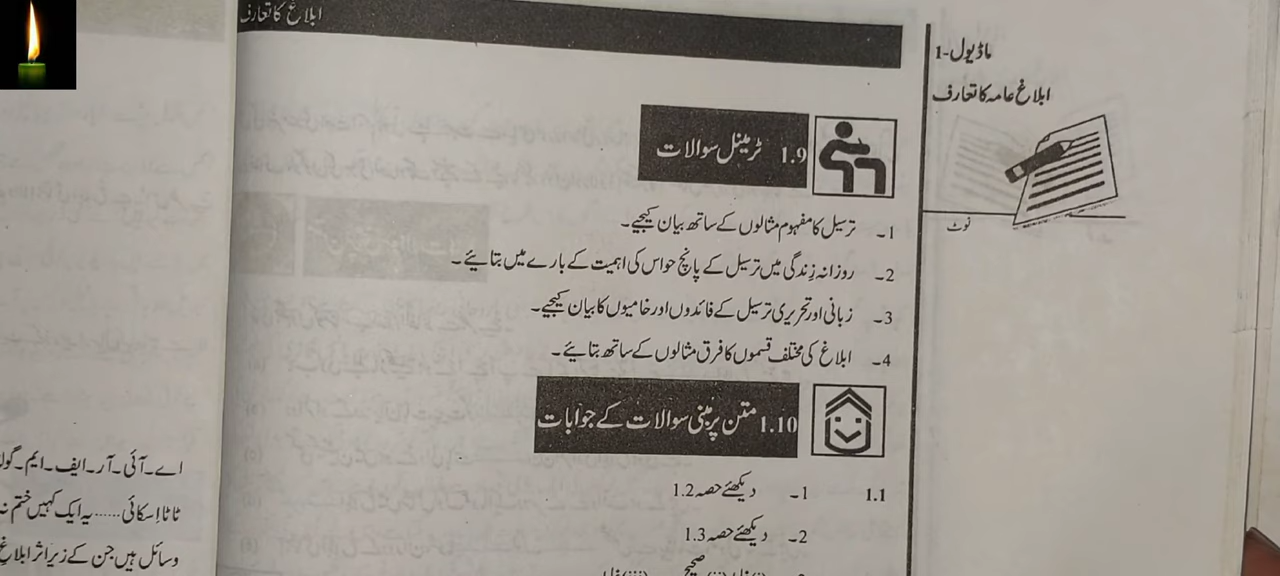 ابلاغ کا تعارف
ماڈیول-1
ابلاغ عامہ کا تعارف
نوٹ
1.9 ٹرمینل سوالات
1۔ ترسیل کا مفہوم مثالوں کے ساتھ بیان کیجیے۔
2۔ روزانہ زندگی میں ترسیل کے پانچ حواس کی اہمیت کے بارے میں بتائیے۔
3۔ زبانی اور تحریری ترسیل کے فائدوں اور خامیوں کا بیان کیجیے۔
4۔ ابلاغ کی مختلف قسموں کا فرق مثالوں کے ساتھ بتائیے۔
1.10 متن پر مبنی سوالات کے جوابات
1.1 1۔ دیکھئے حصہ 1.2
2۔ دیکھئے حصہ 1.3
اے۔آئی۔آر۔ایف۔ایم۔گولڈ
ٹاٹا اسکائی......یہ ایک کہیں ختم نہ
وسائل ہیں جن کے زیر اثر ابلاغِ